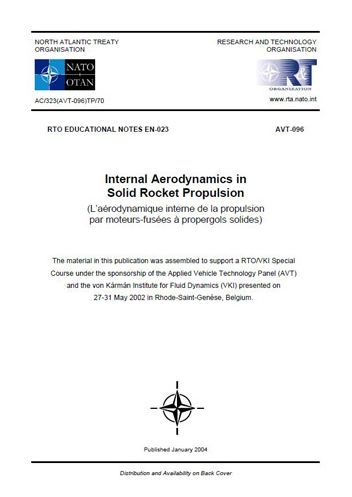 NORTH ATLANTIC TREATY
ORGANISATION
RESEARCH AND TECHNOLOGY
ORGANISATION
NATO
OTAN
RT
ORGANIZATION
AC/323(AVT-096)TP/70
www.rta.nato.int
RTO EDUCATIONAL NOTES EN-023
AVT-096
Internal Aerodynamics in
Solid Rocket Propulsion
(L'aérodynamique interne de la propulsion
par moteurs-fusées à propergols solides)
The material in this publication was assembled to support a RTO/VKI Special
Course under the sponsorship of the Applied Vehicle Technology Panel (AVT)
and the von Kármán Institute for Fluid Dynamics (VKI) presented on
27-31 May 2002 in Rhode-Saint-Genèse, Belgium.
Published January 2004
Distribution and Availability on Back Cover